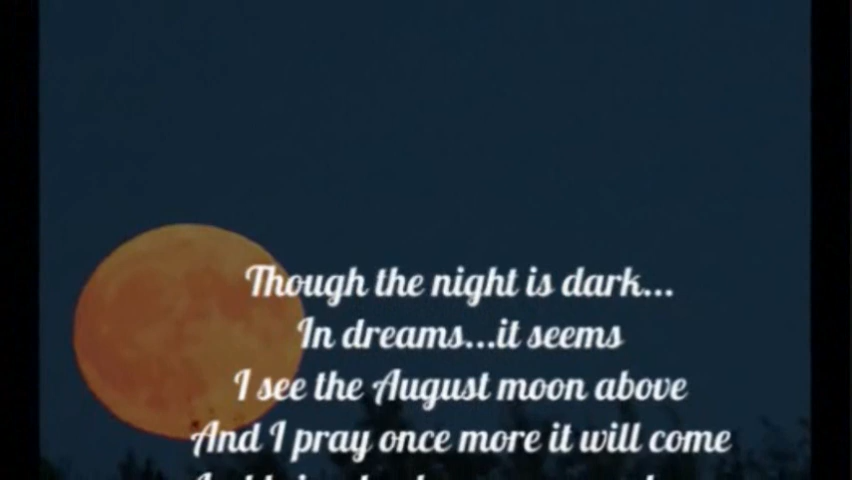 Though the night is dark...
In dreams...it seems
I see the August moon above
And I pray once more it will come